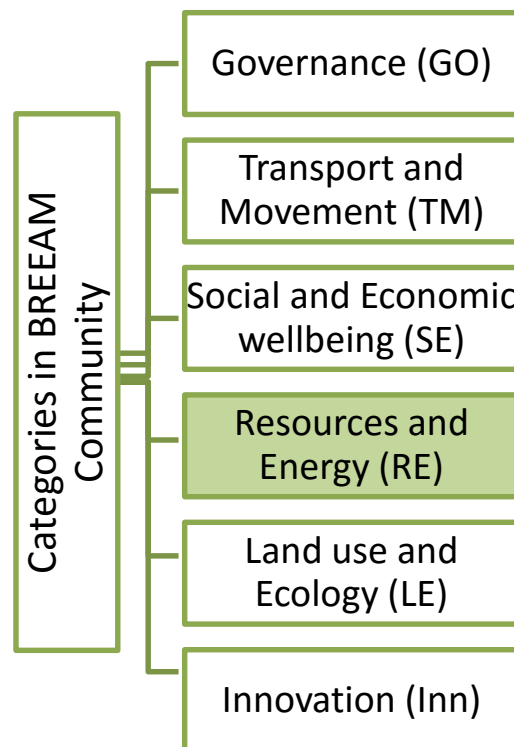 Categories in BREEAM
Community
Governance (GO)
Transport and
Movement (TM)
Social and Economic
wellbeing (SE)
Resources and
Energy (RE)
Land use and
Ecology (LE)
Innovation (Inn)